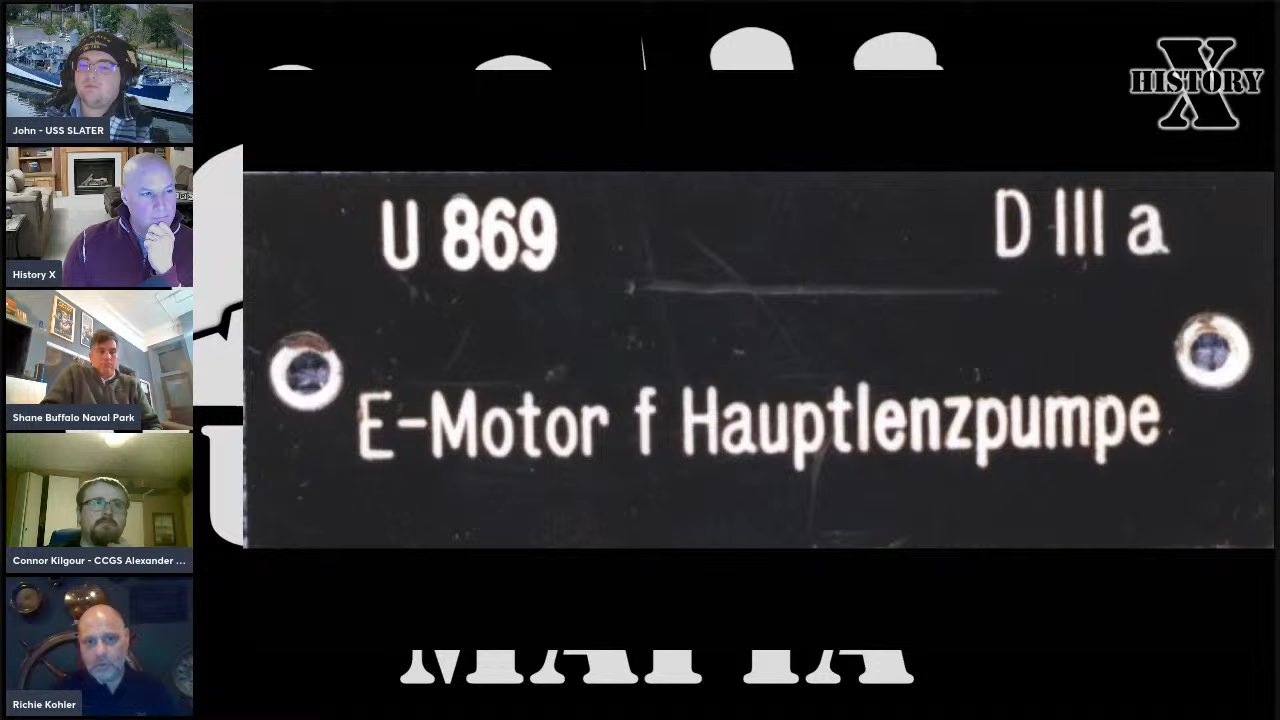 John - USS SLATER
History X
Shane Buffalo Naval Park
Connor Kilgour - CCGS Alexander ...
Richie Kohler
X
HISTORY
U 869 D III a
E-Motor f Hauptlenzpumpe
MAFIA